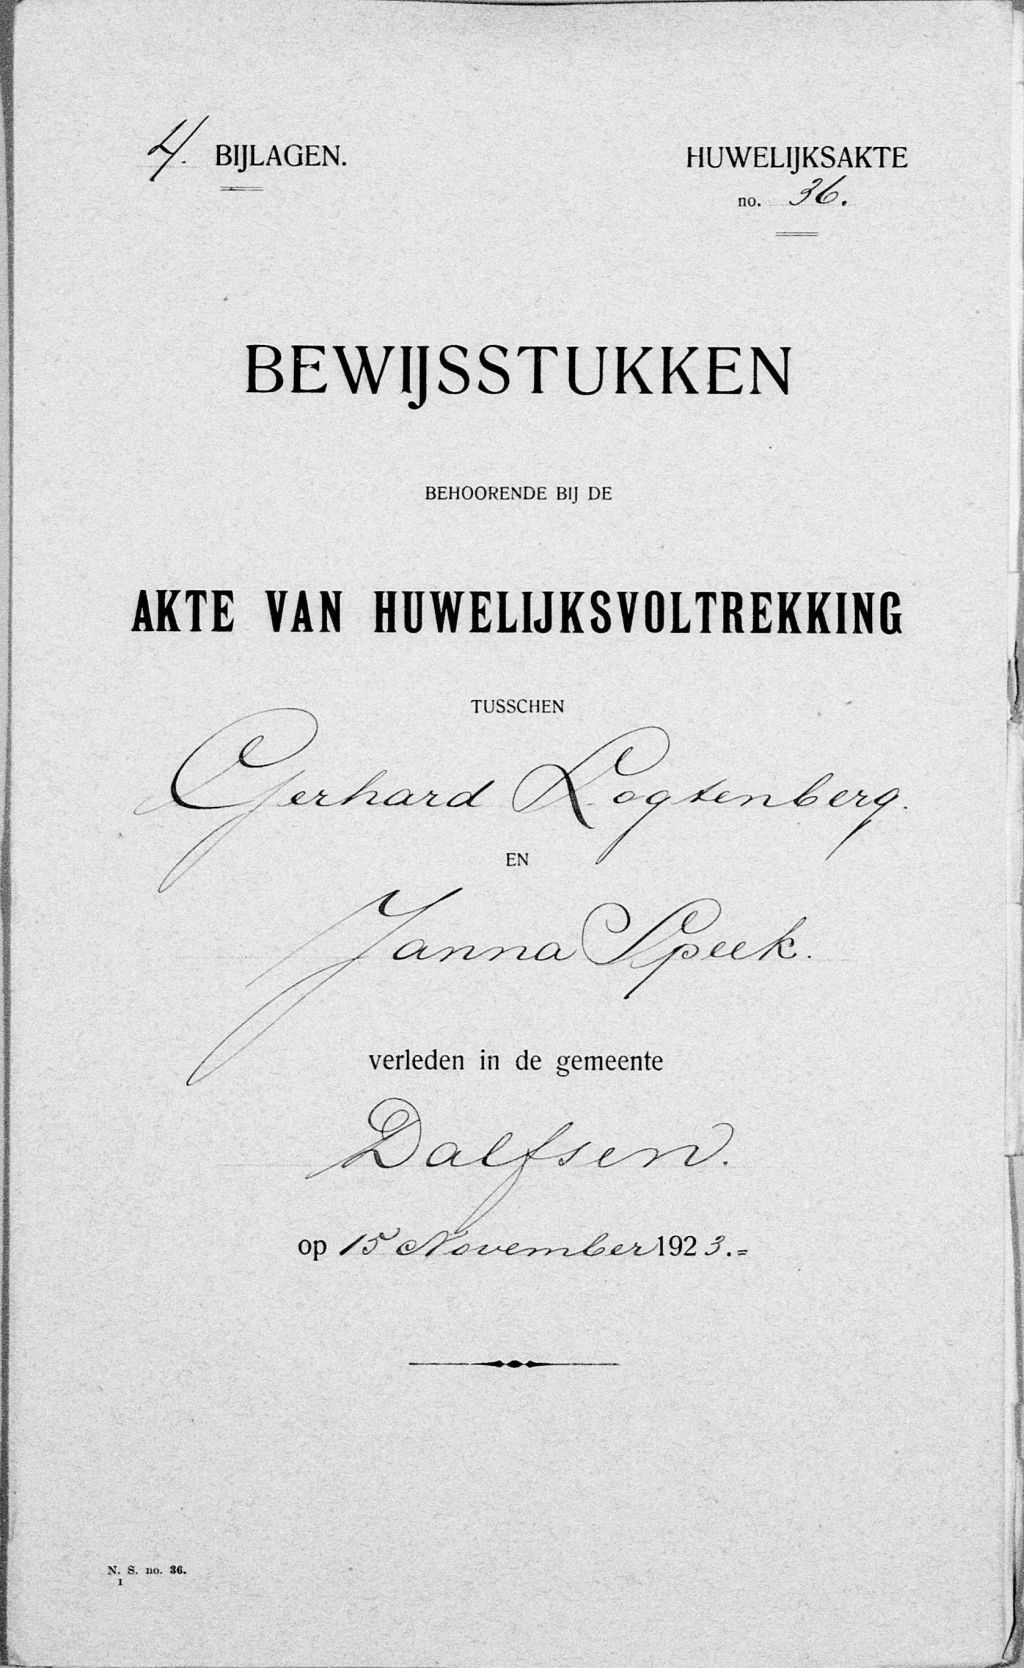 4. BIJLAGEN.
HUWELIJKSAKTE
no. 36.
BEWIJSSTUKKEN
BEHOORENDE BIJ DE
AKTE VAN HUWELIJKSVOLTREKKING
TUSSCHEN
Gerhard Logtenberg.
EN
Janna Speek.
verleden in de gemeente
Dalfsen.
op 15 November 1923.=
N. S. no. 36.
I